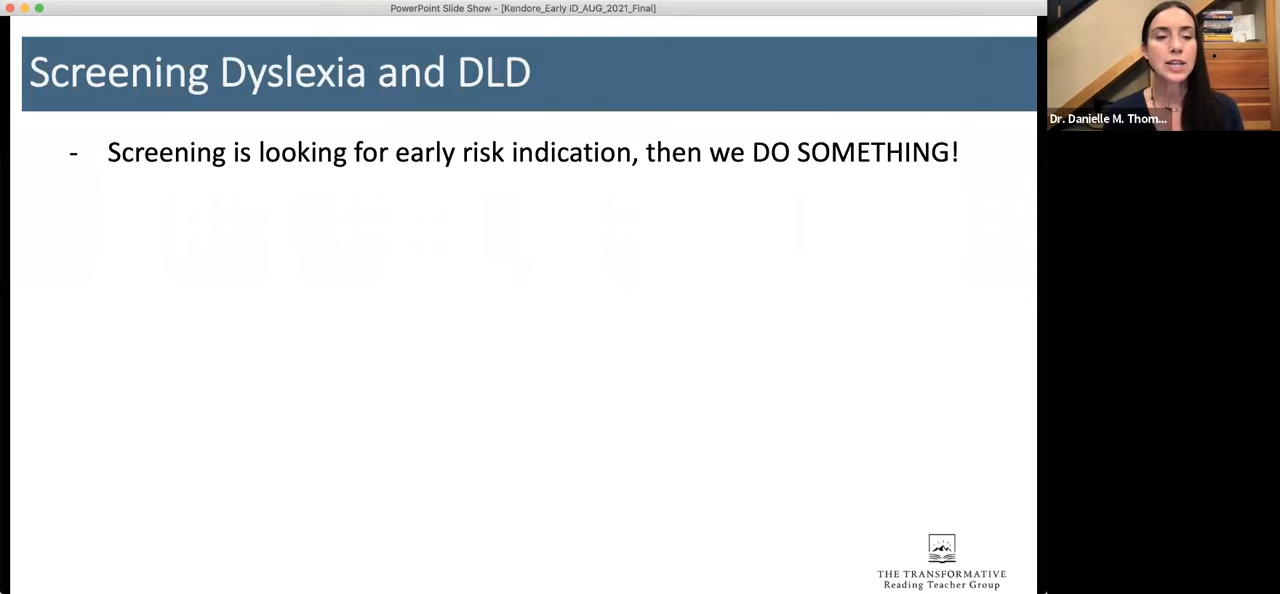 PowerPoint Slide Show - [Kendore_Early iD_AUG_2021_Final]
Screening Dyslexia and DLD
- Screening is looking for early risk indication, then we DO SOMETHING!
Dr. Danielle M. Thom...
THE TRANSFORMATIVE
Reading Teacher Group